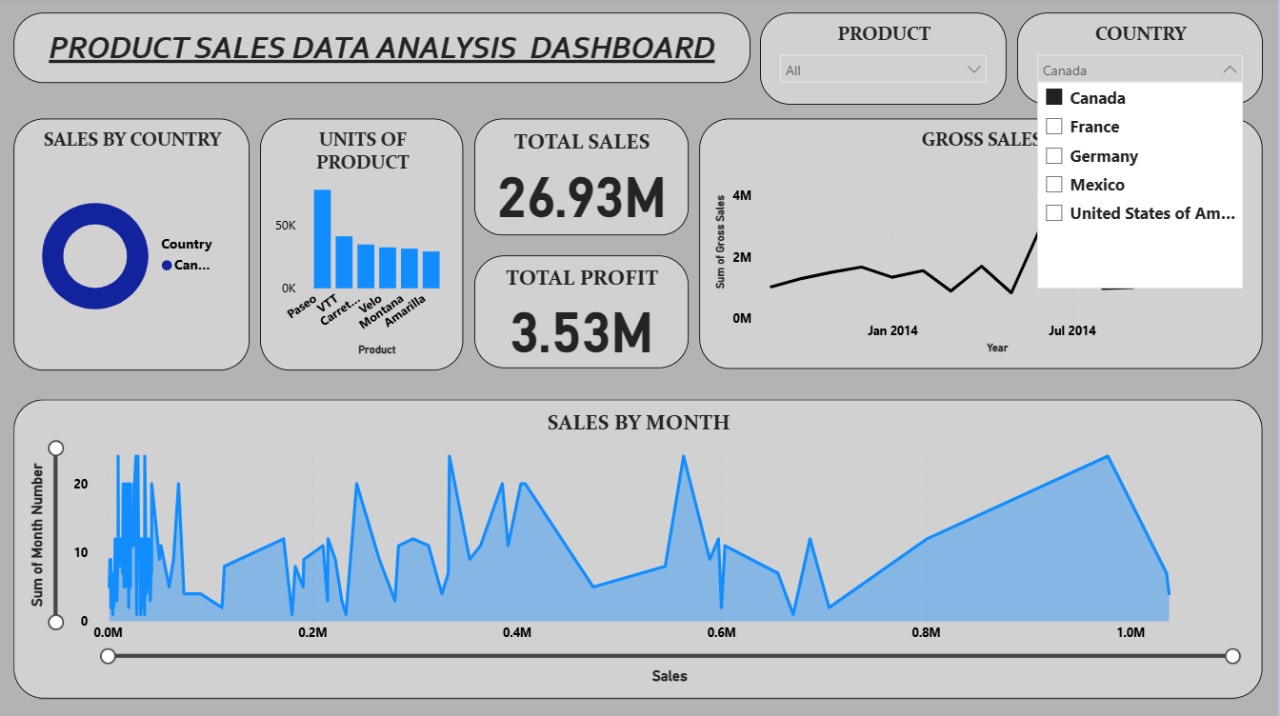 PRODUCT SALES DATA ANALYSIS DASHBOARD
PRODUCT
All
COUNTRY
Canada
Canada
France
Germany
Mexico
United States of Am...
SALES BY COUNTRY
Country
Can...
UNITS OF
PRODUCT
50K
0K
Paseo
VTT
Carret...
Velo
Montana
Amarilla
Product
TOTAL SALES
26.93M
TOTAL PROFIT
3.53M
GROSS SALES
Sum of Gross Sales
4M
2M
0M
Jan 2014
Jul 2014
Year
SALES BY MONTH
Sum of Month Number
20
10
0
0.0M
0.2M
0.4M
0.6M
0.8M
1.0M
Sales